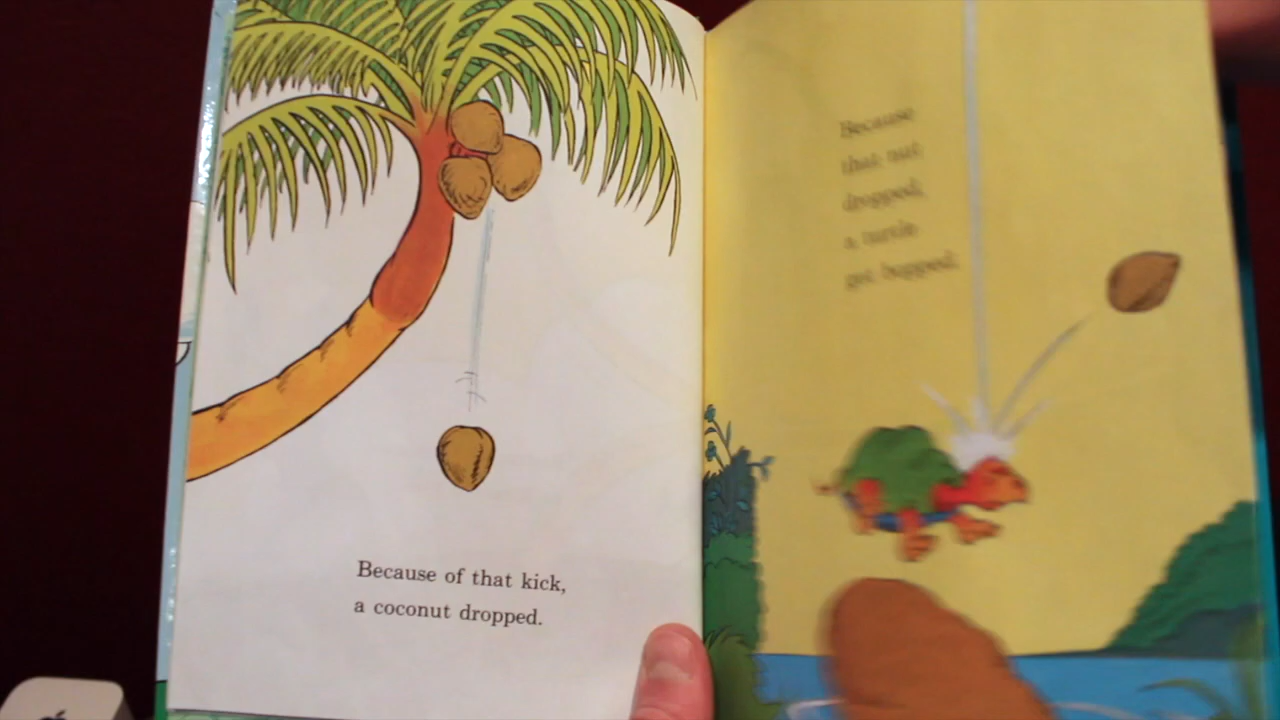 Because of that kick,
a coconut dropped.
Because
that nut
dropped,
a turtle
got bopped.